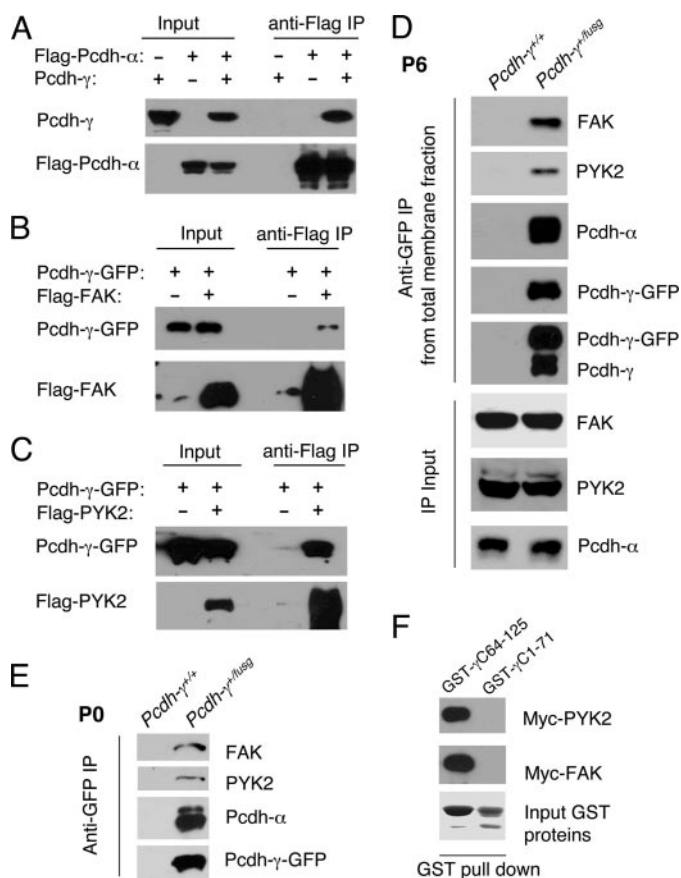 A
Input anti-Flag IP
Flag-Pcdh-α: – + + – + +
Pcdh-γ: + – + + – +
Pcdh-γ
Flag-Pcdh-α
B
Input anti-Flag IP
Pcdh-γ-GFP: + + + +
Flag-FAK: – + – +
Pcdh-γ-GFP
Flag-FAK
C
Input anti-Flag IP
Pcdh-γ-GFP: + + + +
Flag-PYK2: – + – +
Pcdh-γ-GFP
Flag-PYK2
D
P6
Pcdh-γ+/+
Pcdh-γ+/fusg
Anti-GFP IP
from total membrane fraction
FAK
PYK2
Pcdh-α
Pcdh-γ-GFP
Pcdh-γ-GFP
Pcdh-γ
IP Input
FAK
PYK2
Pcdh-α
E
P0
Pcdh-γ+/+
Pcdh-γ+/fusg
Anti-GFP IP
FAK
PYK2
Pcdh-α
Pcdh-γ-GFP
F
GST-γC64-125
GST-γC1-71
Myc-PYK2
Myc-FAK
Input GST
proteins
GST pull down